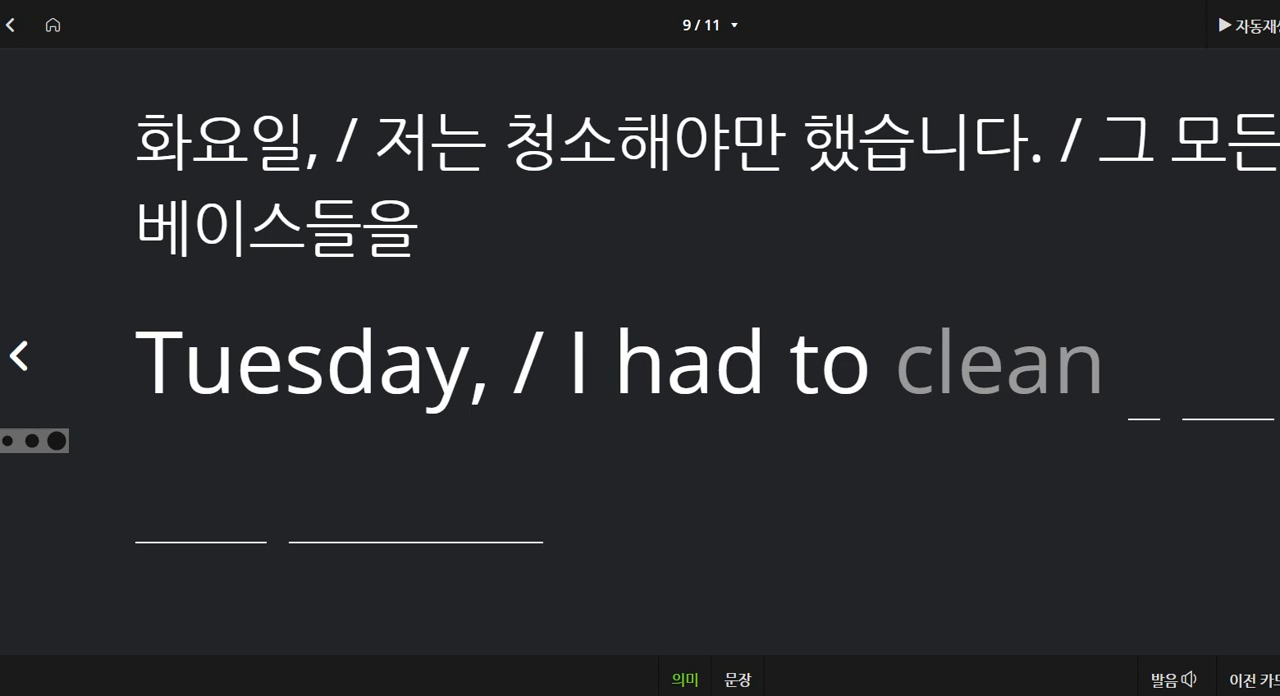 9 / 11
▶ 자동재생
화요일, / 저는 청소해야만 했습니다. / 그 모든
베이스들을
Tuesday, / I had to clean
의미 문장 발음 이전